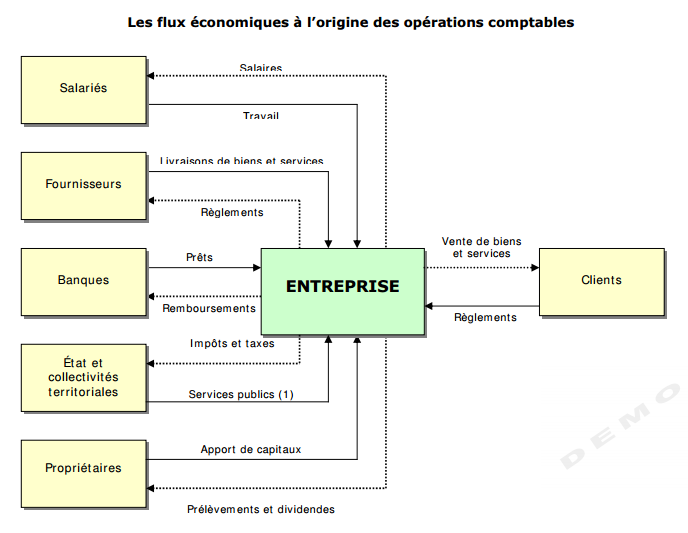 Les flux économiques à l’origine des opérations comptables
Salaires
Salariés
Travail
Livraisons de biens et services
Fournisseurs
Règlements
Vente de biens
et services
Prêts
Banques
ENTREPRISE
Clients
Remboursements
Règlements
Impôts et taxes
État et
collectivités
territoriales
Services publics (1)
DEMO
Apport de capitaux
Propriétaires
Prélèvements et dividendes